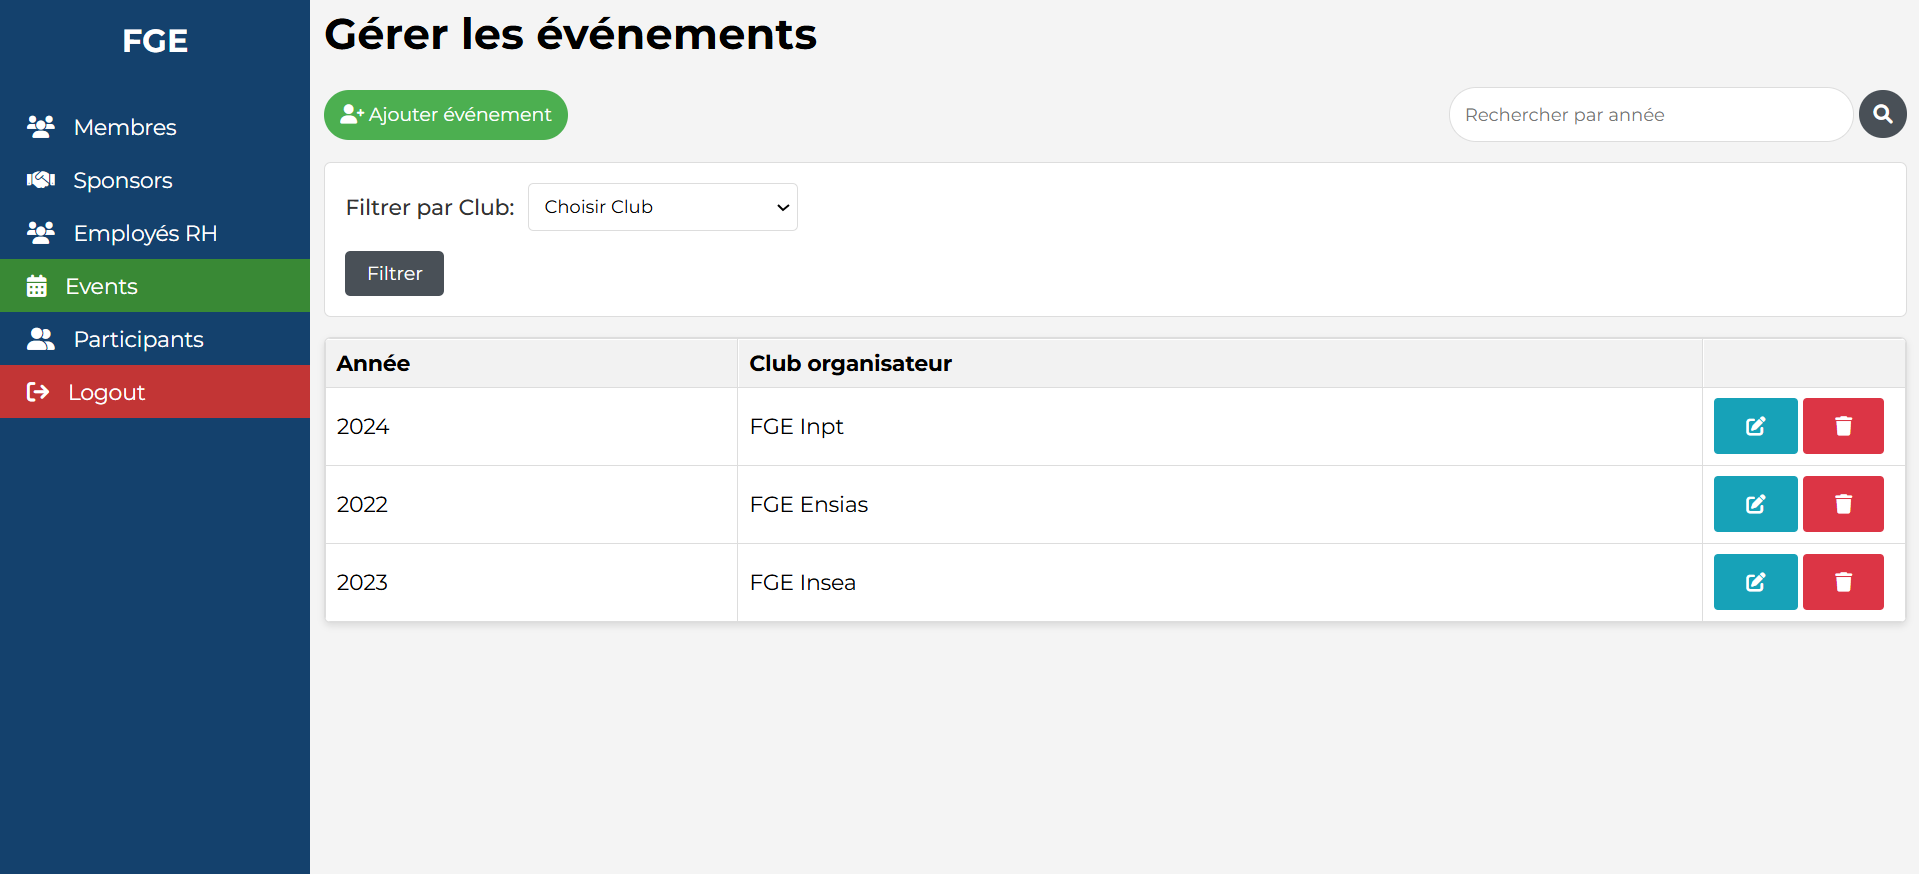 FGE
Membres
Sponsors
Employés RH
Events
Participants
Logout
Gérer les événements
Ajouter événement
Rechercher par année
Filtrer par Club: Choisir Club
Filtrer
Année Club organisateur
2024 FGE Inpt
2022 FGE Ensias
2023 FGE Insea